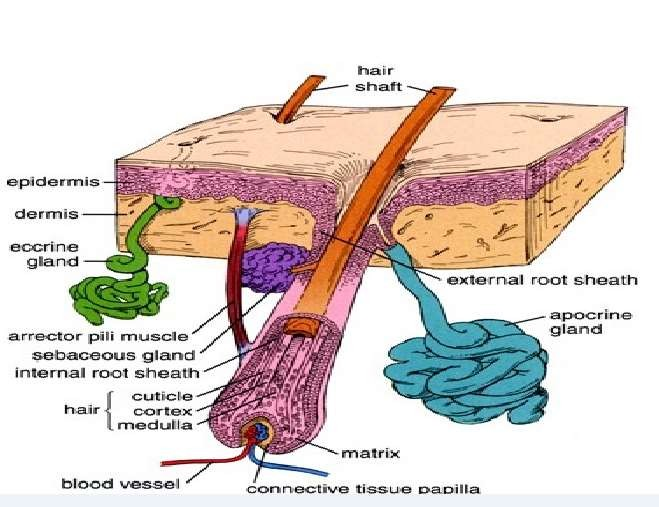 hair
shaft
epidermis
dermis
eccrine
gland
external root sheath
apocrine
gland
arrector pili muscle
sebaceous gland
internal root sheath
hair
cuticle
cortex
medulla
matrix
blood vessel
connective tissue papilla